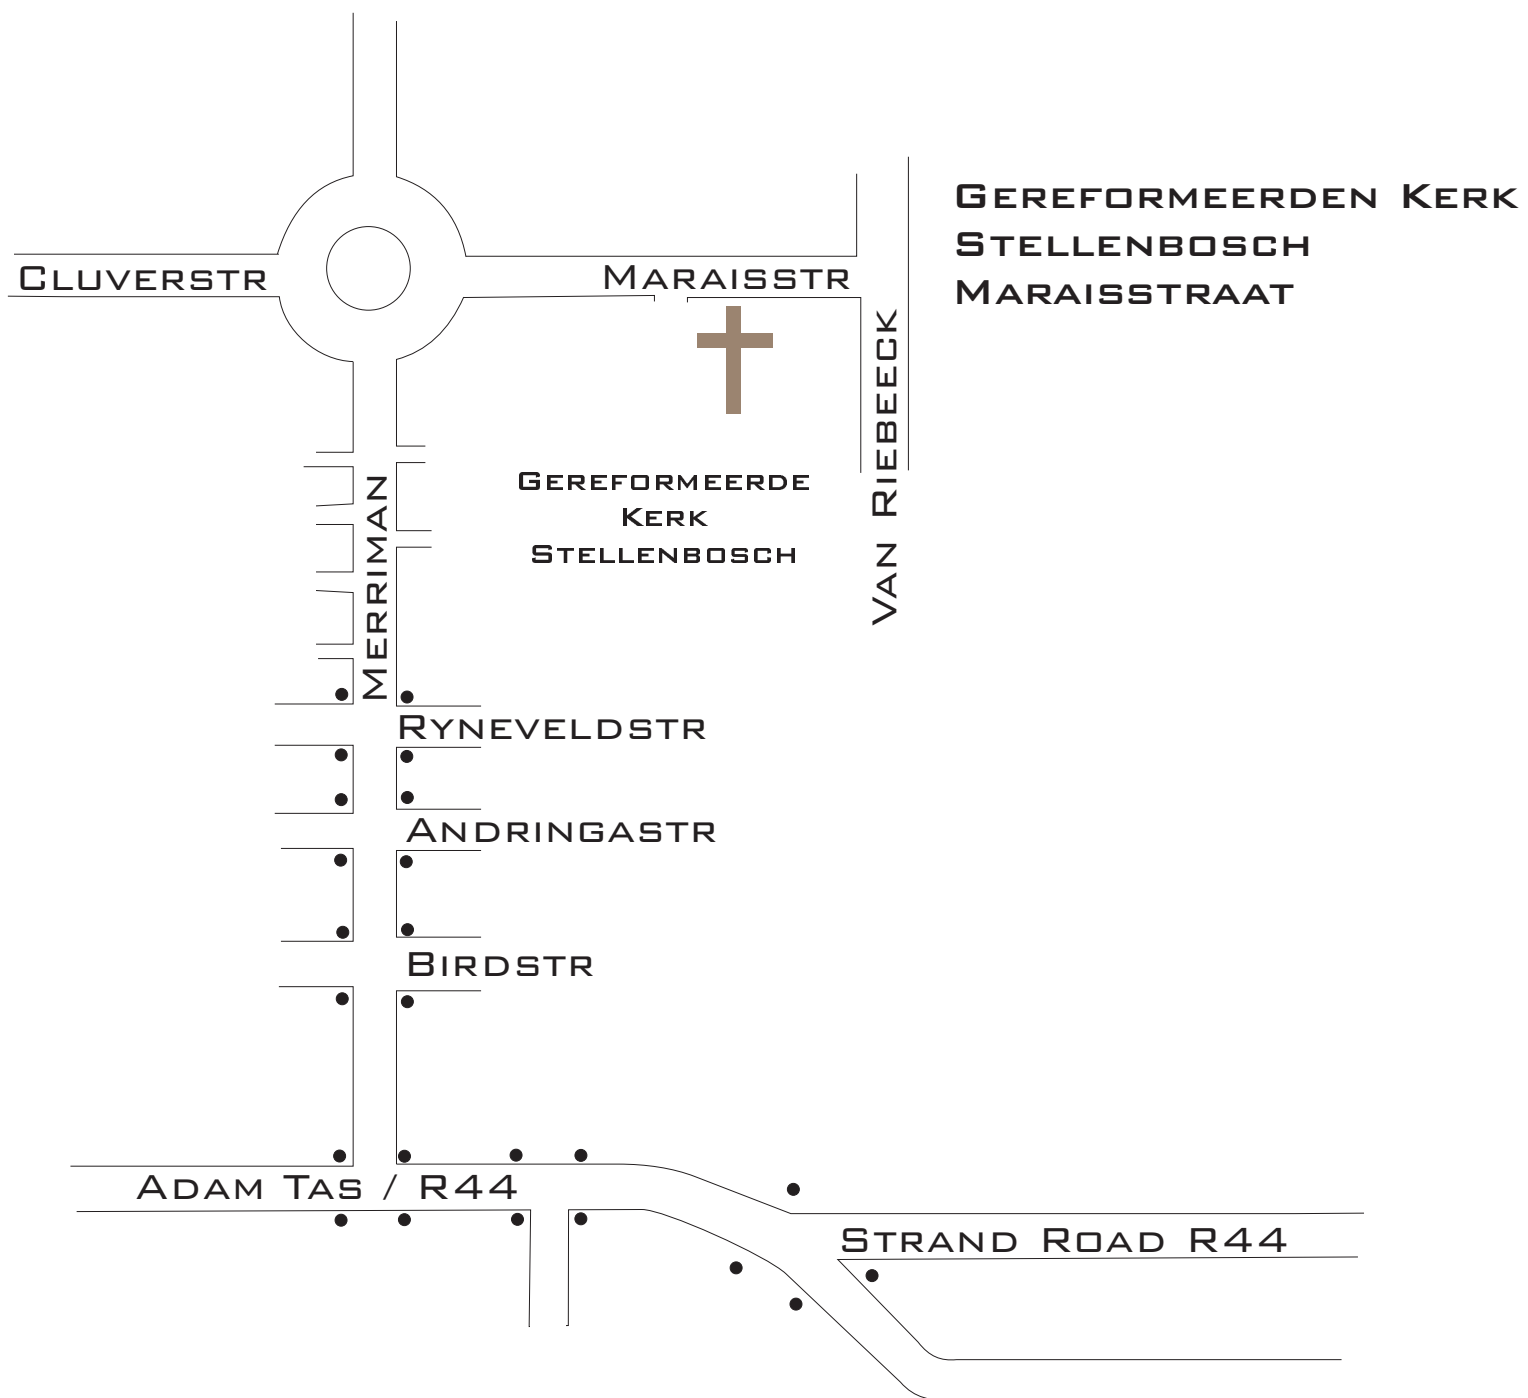 GEREFORMEERDEN KERK
STELLENBOSCH
MARAISSTRAAT
CLUVERSTR
MARAISSTR
VAN RIEBEECK
GEREFORMEERDE
KERK
STELLENBOSCH
MERRIMAN
RYNEVELDSTR
ANDRINGASTR
BIRDSTR
ADAM TAS / R44
STRAND ROAD R44